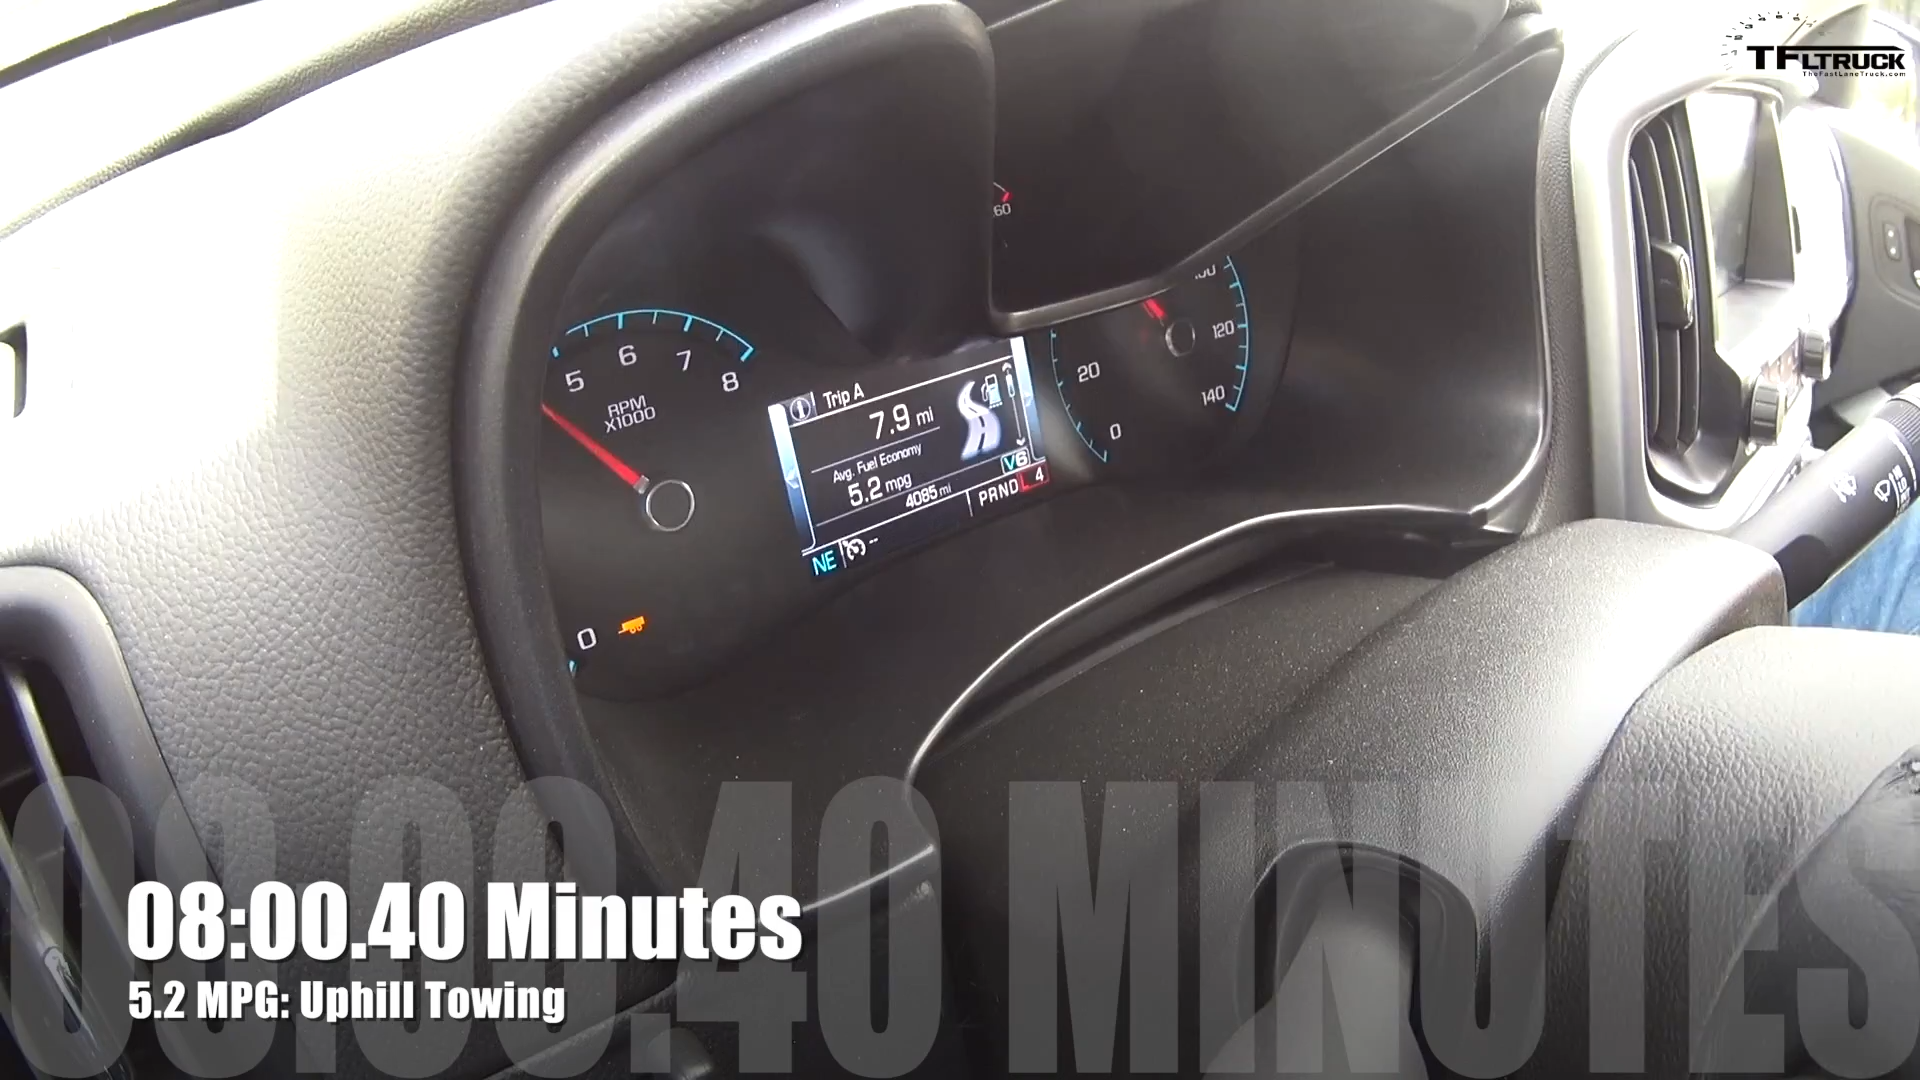 TFLTRUCK
TheFastLaneTruck.com
60
5 6 7 8
RPM
X1000
0
Trip A
7.9 mi
Avg. Fuel Economy
5.2 mpg
4085 mi
V6
PRNDL 4
NE --
0 20 120 140
08:00.40 MINUTES
08:00.40 Minutes
5.2 MPG: Uphill Towing